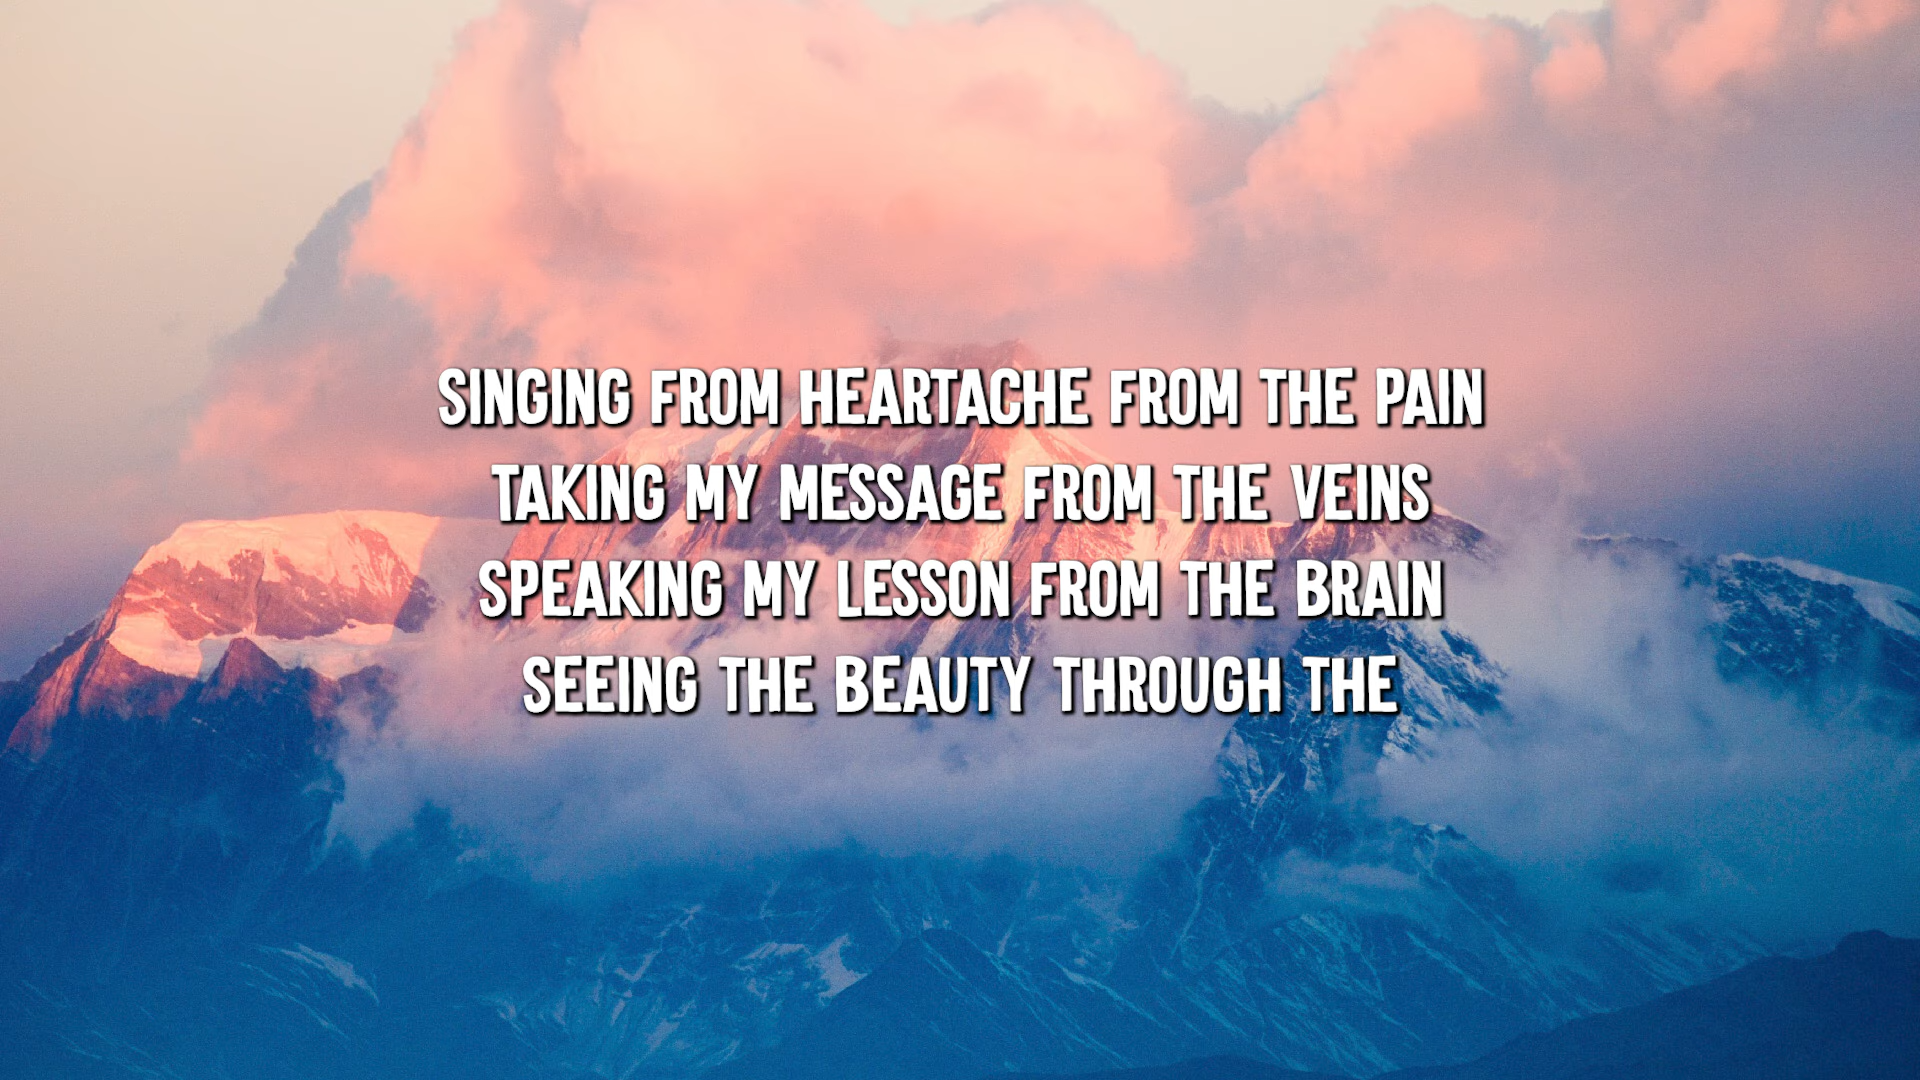 SINGING FROM HEARTACHE FROM THE PAIN
TAKING MY MESSAGE FROM THE VEINS
SPEAKING MY LESSON FROM THE BRAIN
SEEING THE BEAUTY THROUGH THE